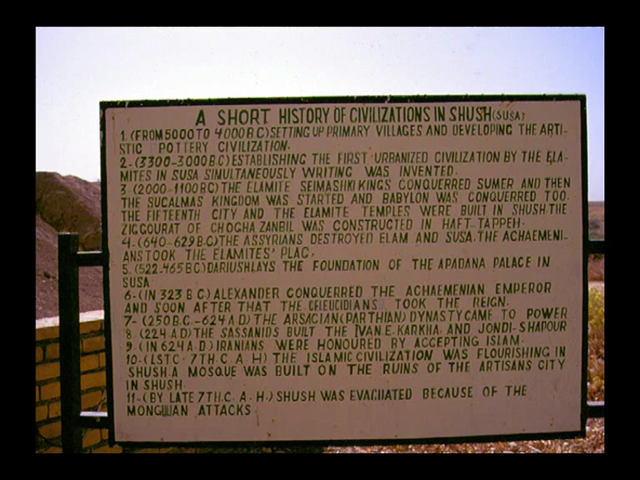 A SHORT HISTORY OF CIVILIZATIONS IN SHUSH (SUSA)
1. (FROM 5000 TO 4000 B.C) SETTING UP PRIMARY VILLAGES AND DEVELOPING THE ARTI-
STIC POTTERY CIVILIZATION.
2-(3300-3000 B.C) ESTABLISHING THE FIRST URBANIZED CIVILIZATION BY THE ELA-
MITES IN SUSA SIMULTANEOUSLY WRITING WAS INVENTED.
3-(2000-1100 BC) THE ELAMITE SEIMASHKI KINGS CONQUERRED SUMER AND THEN
THE SUCALMAS KINGDOM WAS STARTED AND BABYLON WAS CONQUERRED TOO.
THE FIFTEENTH CITY AND THE ELAMITE TEMPLES WERE BUILT IN SHUSH. THE
ZIGGOURAT OF CHOGHA ZANBIL WAS CONSTRUCTED IN HAFT-TAPPEH.
4-(640-629 B.C) THE ASSYRIANS DESTROYED ELAM AND SUSA. THE ACHAEMENI-
ANS TOOK THE ELAMITES' PLAC.
5. (522-465 BC) DARIUSH LAYS THE FOUNDATION OF THE APADANA PALACE IN
SUSA
6-(IN 323 B C) ALEXANDER CONQUERRED THE ACHAEMENIAN EMPEROR
AND SOON AFTER THAT THE GREUCIDIANS TOOK THE REIGN.
7- (250 B.C.-624 A.D) THE ARSACIAN (PARTHIAN) DYNASTY CAME TO POWER
8-(224 A.D) THE SASSANIDS BUILT THE IVAN.E.KARKHA AND JONDI-SHAPOUR
9-(IN 624 A.D) IRANIANS WERE HONOURED BY ACCEPTING ISLAM.
10-(LSTC-7TH.C.A.H) THE ISLAMIC CIVILIZATION WAS FLOURISHING IN
SHUSH. A MOSQUE WAS BUILT ON THE RUINS OF THE ARTISANS CITY
IN SHUSH.
11-(BY LATE 7TH.C.A.H.) SHUSH WAS EVACUATED BECAUSE OF THE
MONGULIAN ATTACKS